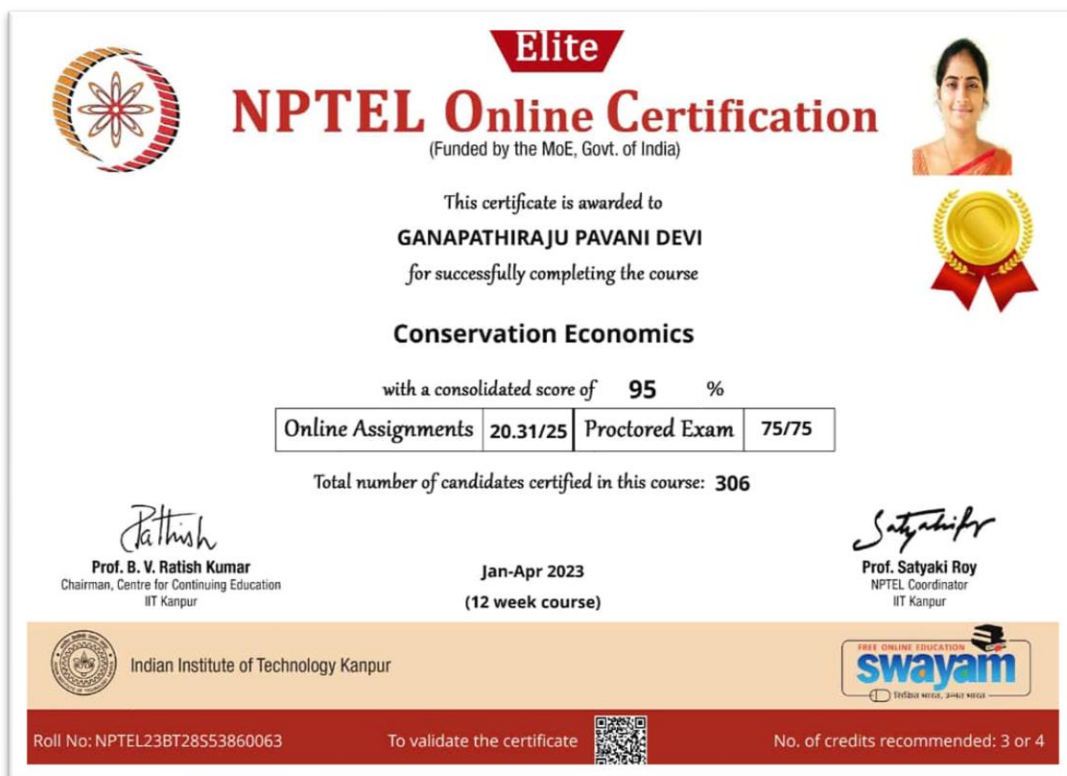 Elite
NPTEL Online Certification
(Funded by the MoE, Govt. of India)
This certificate is awarded to
GANAPATHIRAJU PAVANI DEVI
for successfully completing the course
Conservation Economics
with a consolidated score of 95 %
Online Assignments 20.31/25 Proctored Exam 75/75
Total number of candidates certified in this course: 306
Prof. B. V. Ratish Kumar
Chairman, Centre for Continuing Education
IIT Kanpur
Jan-Apr 2023
(12 week course)
Prof. Satyaki Roy
NPTEL Coordinator
IIT Kanpur
Indian Institute of Technology Kanpur
FREE ONLINE EDUCATION
swayam
शिक्षित भारत, उन्नत भारत
Roll No: NPTEL23BT28S53860063
To validate the certificate
No. of credits recommended: 3 or 4